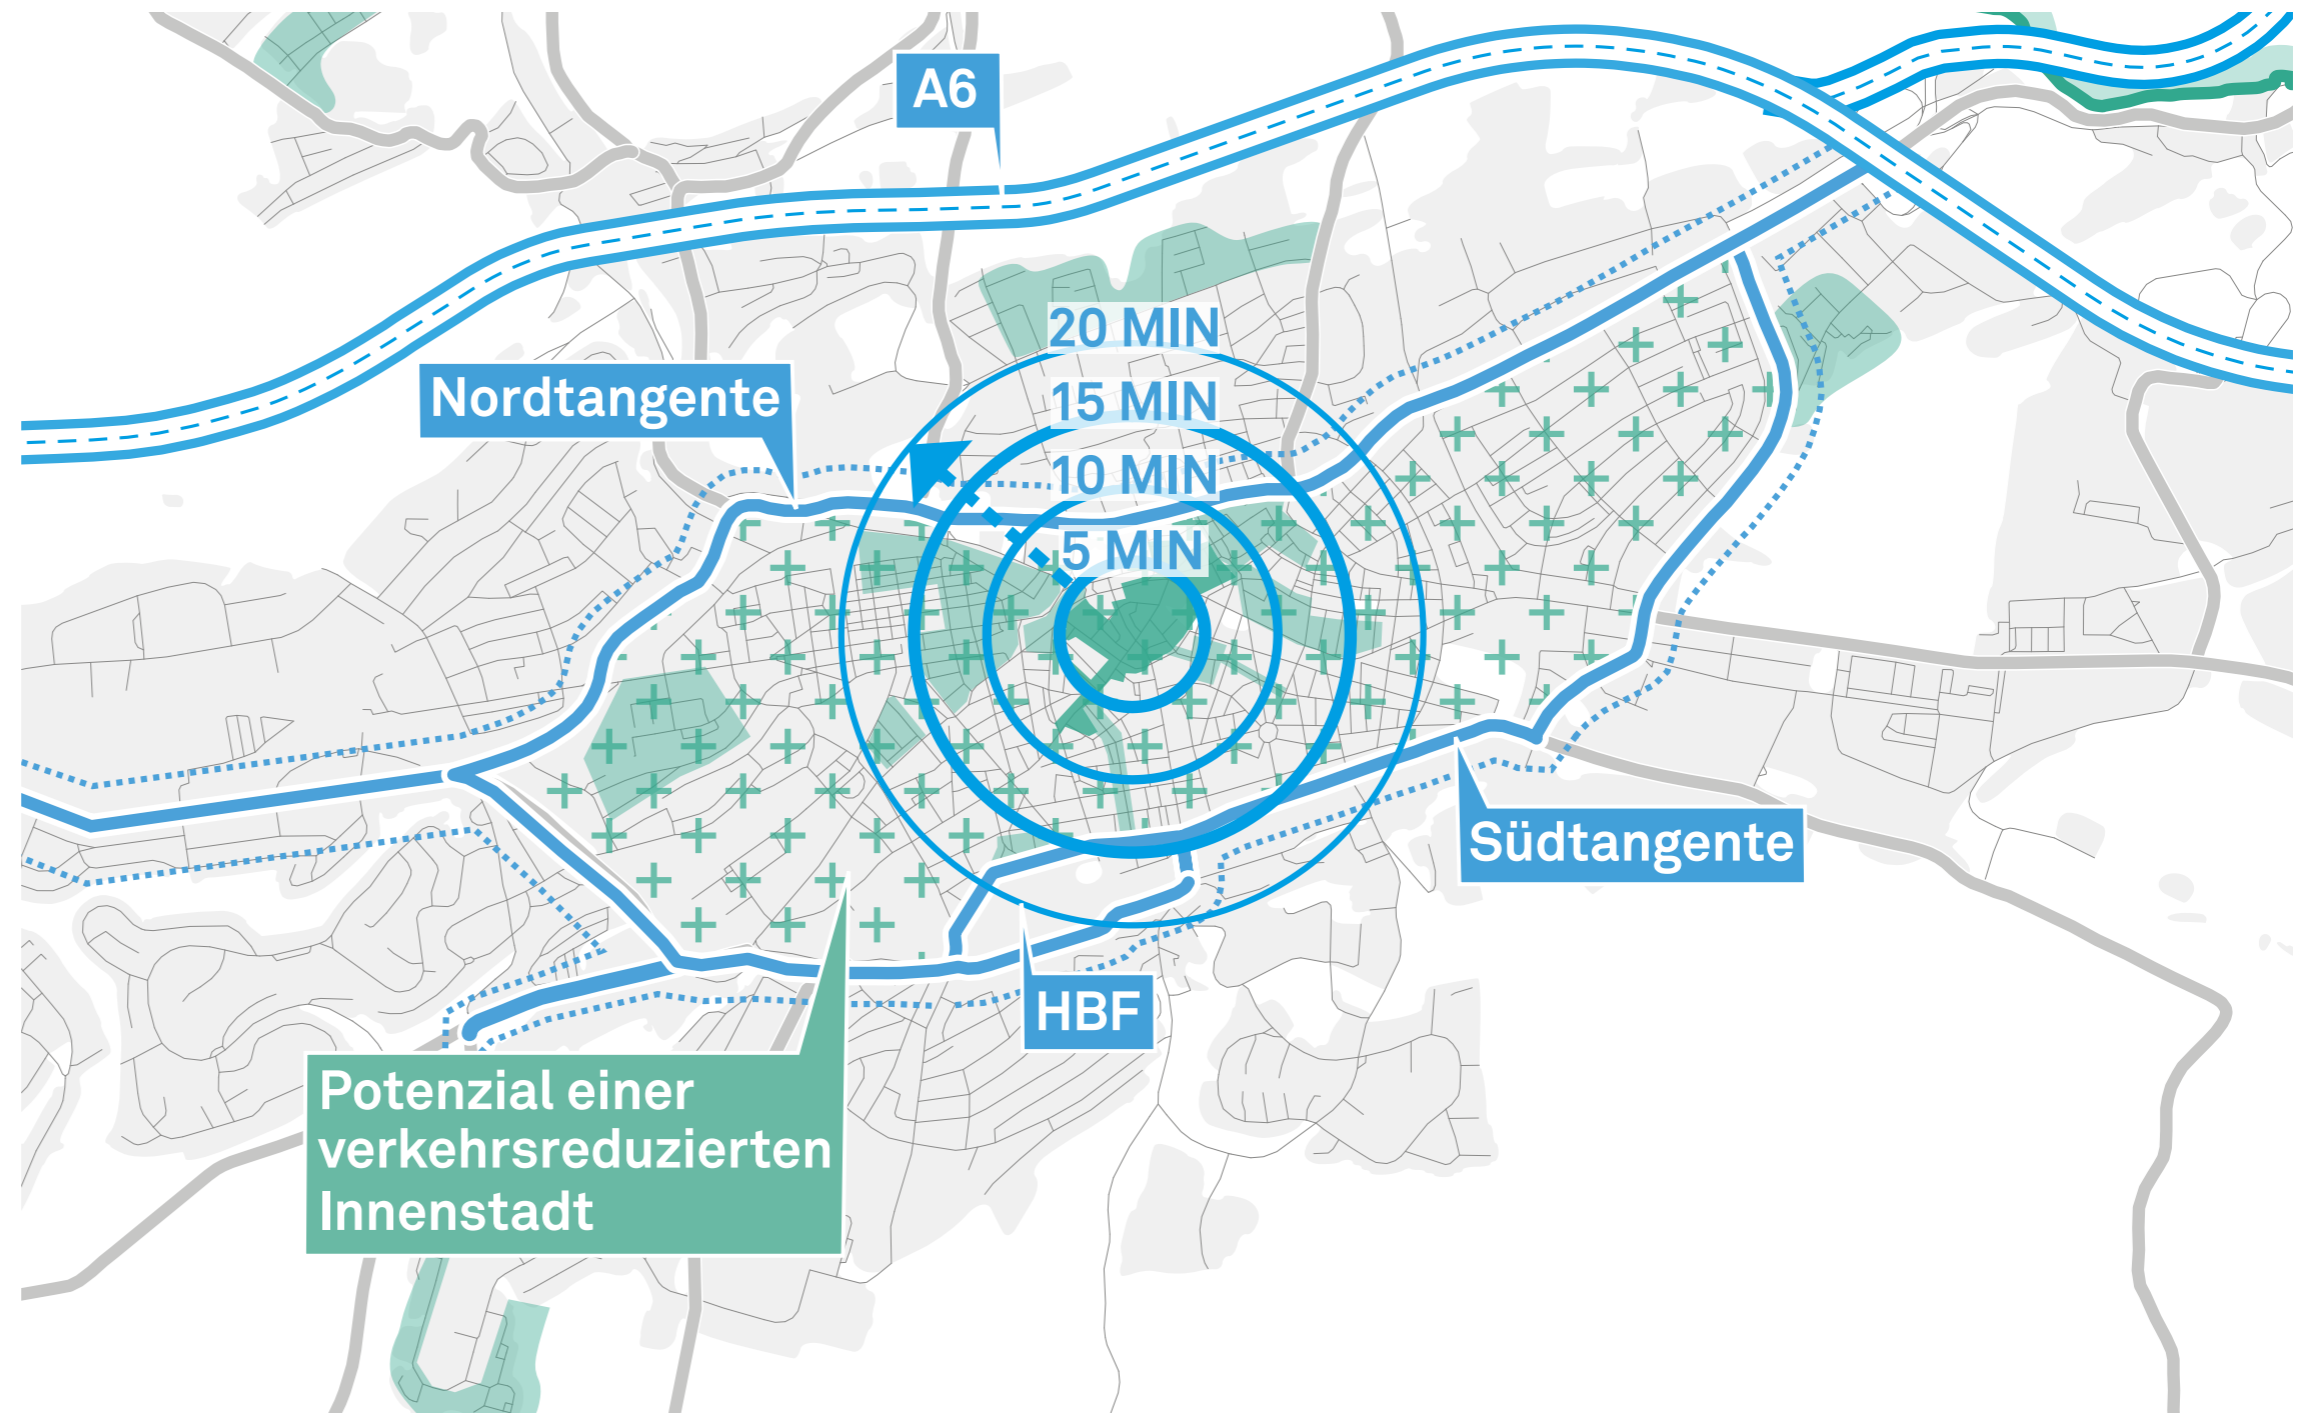 A6
20 MIN
15 MIN
Nordtangente
10 MIN
5 MIN
Südtangente
HBF
Potenzial einer
verkehrsreduzierten
Innenstadt